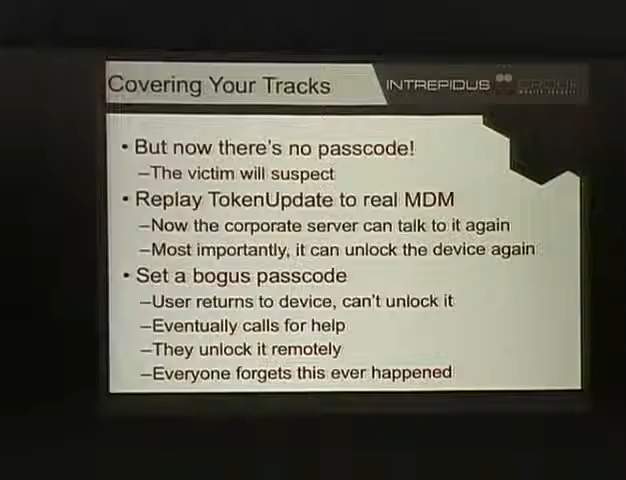 Covering Your Tracks
INTREPIDUS GROUP
• But now there's no passcode!
–The victim will suspect
• Replay TokenUpdate to real MDM
–Now the corporate server can talk to it again
–Most importantly, it can unlock the device again
• Set a bogus passcode
–User returns to device, can't unlock it
–Eventually calls for help
–They unlock it remotely
–Everyone forgets this ever happened